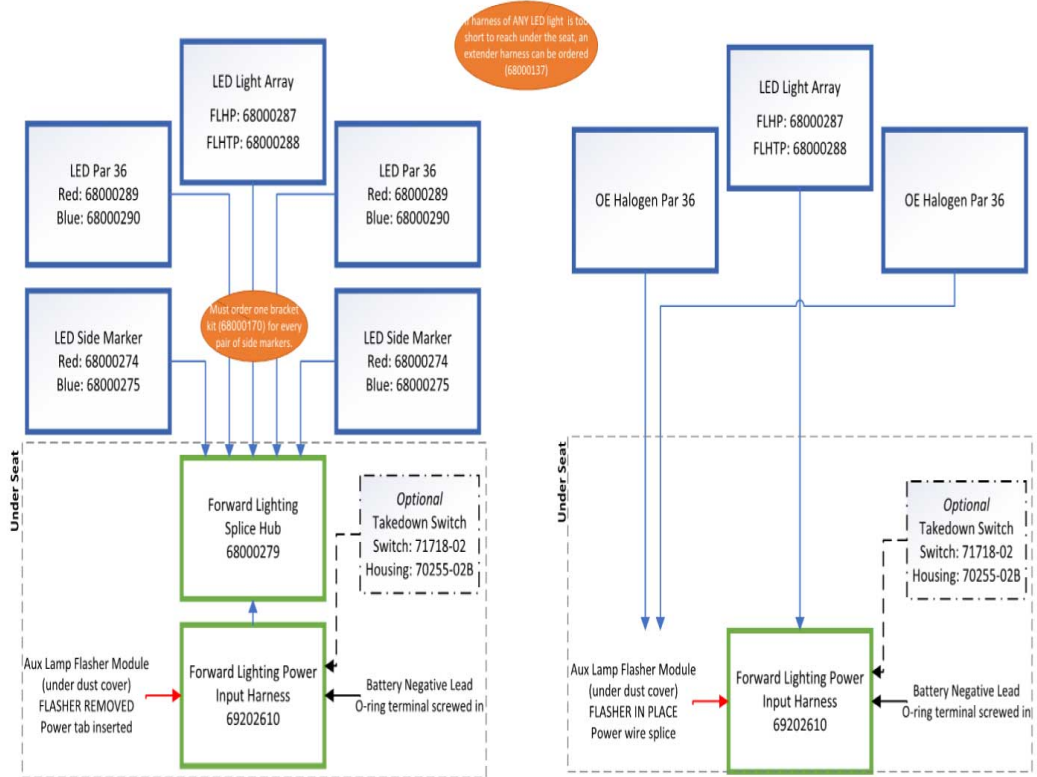 If harness of ANY LED light is too
short to reach under the seat, an
extender harness can be ordered
(68000137)
LED Light Array
FLHP: 68000287
FLHTP: 68000288
LED Par 36
Red: 68000289
Blue: 68000290
LED Par 36
Red: 68000289
Blue: 68000290
Must order one bracket
kit (68000170) for every
pair of side markers.
LED Side Marker
Red: 68000274
Blue: 68000275
LED Side Marker
Red: 68000274
Blue: 68000275
Under Seat
Forward Lighting
Splice Hub
68000279
Optional
Takedown Switch
Switch: 71718-02
Housing: 70255-02B
Aux Lamp Flasher Module
(under dust cover)
FLASHER REMOVED
Power tab inserted
Forward Lighting Power
Input Harness
69202610
Battery Negative Lead
O-ring terminal screwed in
LED Light Array
FLHP: 68000287
FLHTP: 68000288
OE Halogen Par 36
OE Halogen Par 36
Under Seat
Optional
Takedown Switch
Switch: 71718-02
Housing: 70255-02B
Aux Lamp Flasher Module
(under dust cover)
FLASHER IN PLACE
Power wire splice
Forward Lighting Power
Input Harness
69202610
Battery Negative Lead
O-ring terminal screwed in